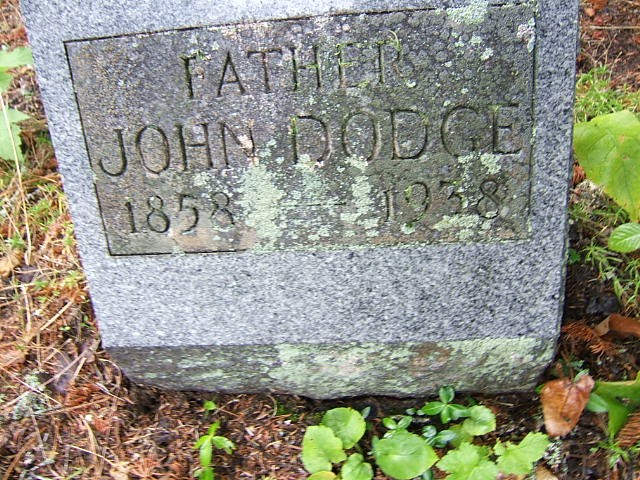 FATHER
JOHN DODGE
1858 — 1938